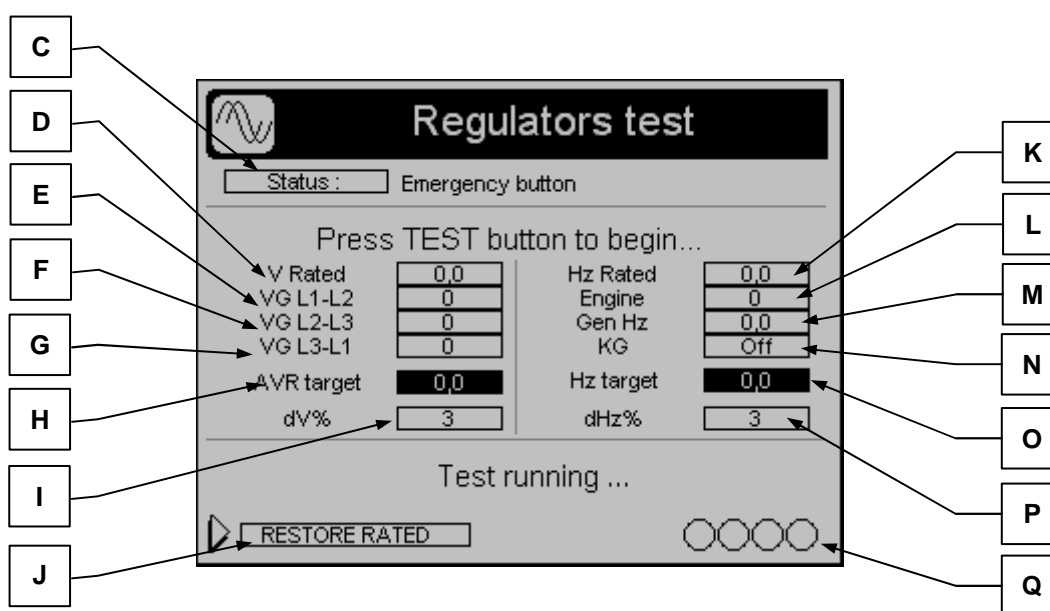 C
D
E
F
G
H
I
J
Regulators test
Status : Emergency button
Press TEST button to begin...
V Rated 0,0 Hz Rated 0,0
VG L1-L2 0 Engine 0
VG L2-L3 0 Gen Hz 0,0
VG L3-L1 0 KG Off
AVR target 0,0 Hz target 0,0
dV% 3 dHz% 3
Test running ...
RESTORE RATED
K
L
M
N
O
P
Q